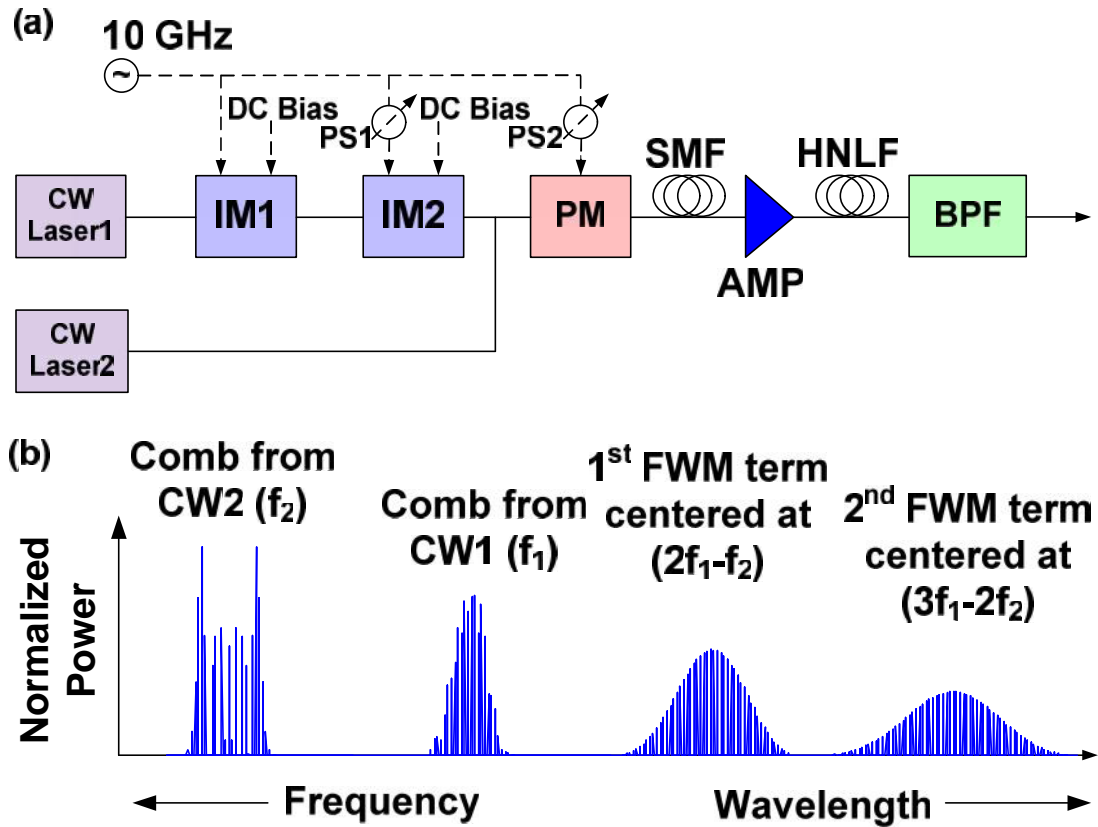 (a)
10 GHz
~
DC Bias
PS1
DC Bias
PS2
SMF
HNLF
CW
Laser1
IM1
IM2
PM
AMP
BPF
CW
Laser2
(b)
Comb from
CW2 (f2)
Comb from
CW1 (f1)
1st FWM term
centered at
(2f1-f2)
2nd FWM term
centered at
(3f1-2f2)
Normalized
Power
Frequency
Wavelength